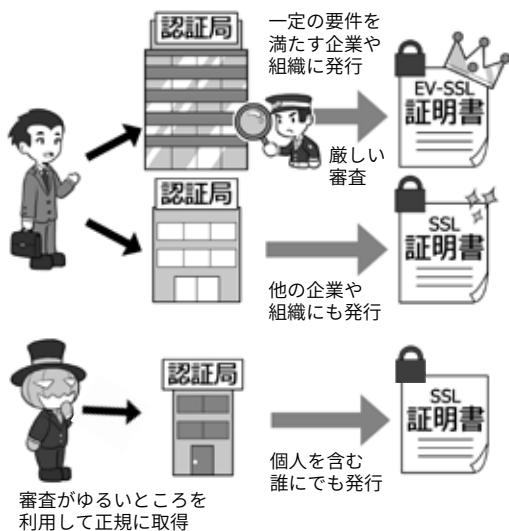 認証局
一定の要件を
満たす企業や
組織に発行
EV-SSL
証明書
厳しい
審査
認証局
SSL
証明書
他の企業や
組織にも発行
認証局
SSL
証明書
個人を含む
誰にでも発行
審査がゆるいところを
利用して正規に取得